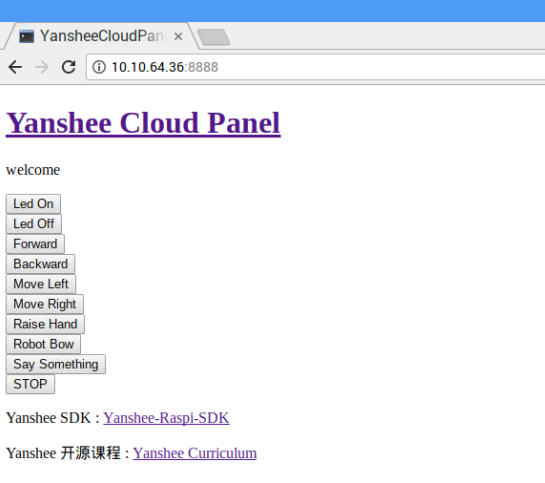 YansheeCloudPan
10.10.64.36:8888
Yanshee Cloud Panel
welcome
Led On
Led Off
Forward
Backward
Move Left
Move Right
Raise Hand
Robot Bow
Say Something
STOP
Yanshee SDK : Yanshee-Raspi-SDK
Yanshee 开源课程 : Yanshee Curriculum